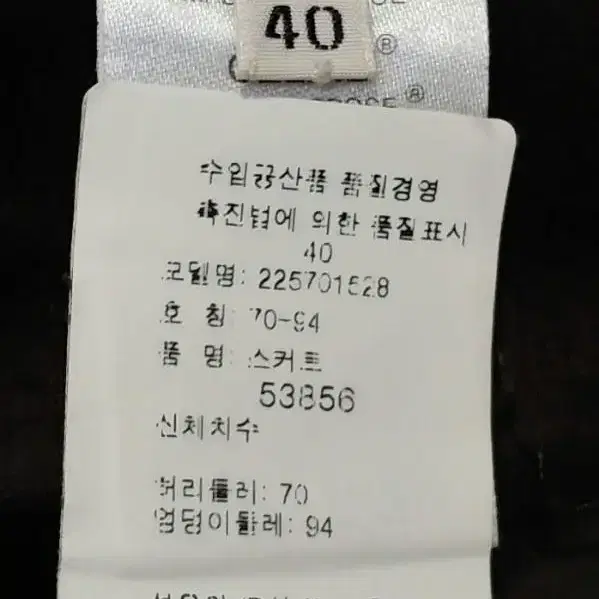 40
®
®
수입공산품 품질경영
촉진법에 의한 품질표시
40
모델명: 225701528
호 칭: 70-94
품 명: 스커트
53856
신체치수
허리둘레: 70
엉덩이둘레: 94